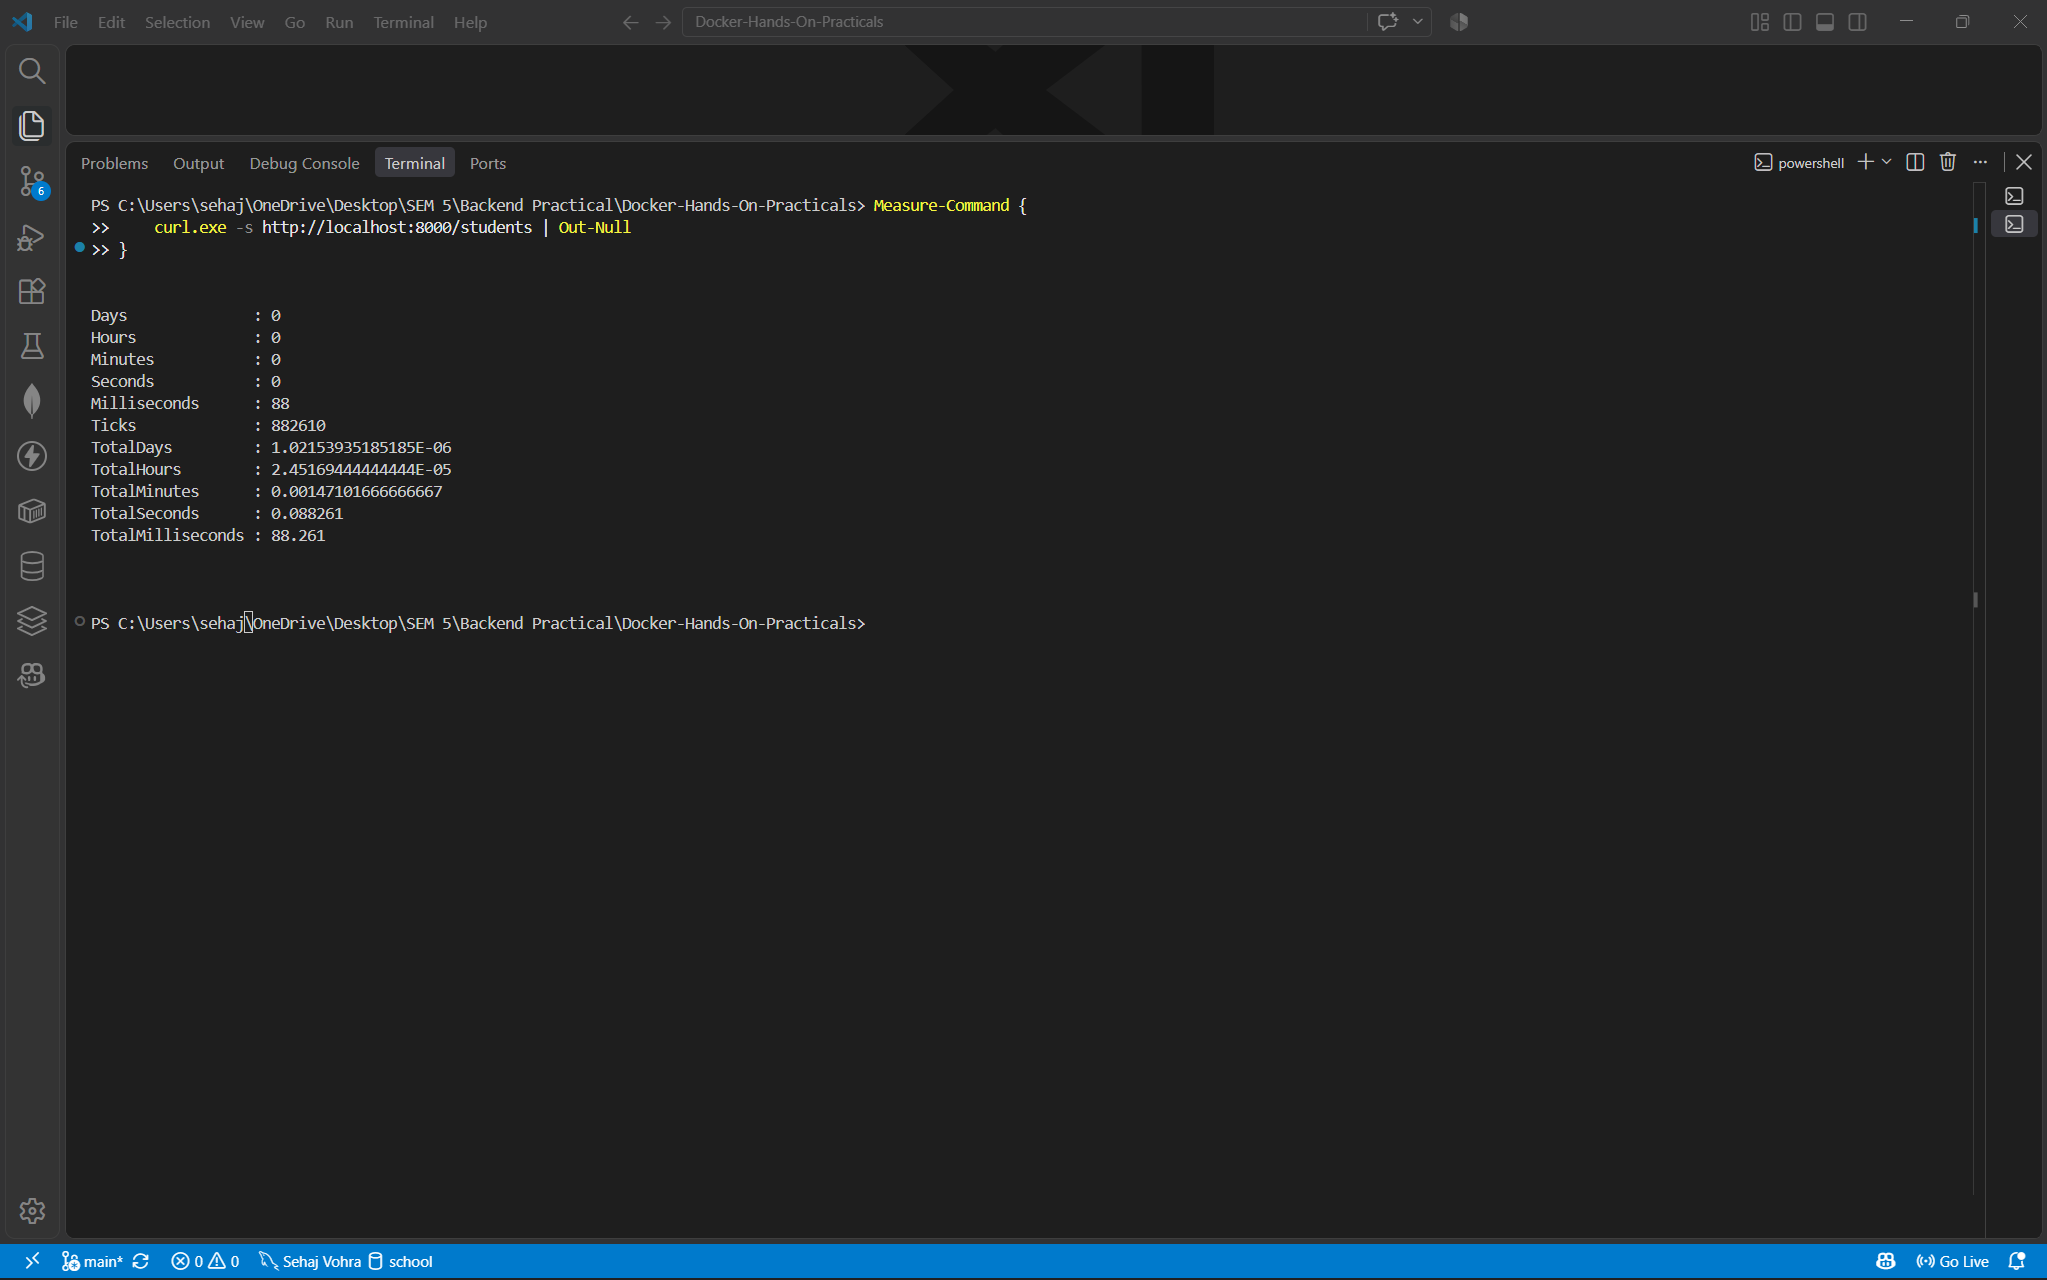 File Edit Selection View Go Run Terminal Help Docker-Hands-On-Practicals
Problems Output Debug Console Terminal Ports powershell
PS C:\Users\sehaj\OneDrive\Desktop\SEM 5\Backend Practical\Docker-Hands-On-Practicals> Measure-Command {
>>     curl.exe -s http://localhost:8000/students | Out-Null
>> }
Days              : 0
Hours             : 0
Minutes           : 0
Seconds           : 0
Milliseconds      : 88
Ticks             : 882610
TotalDays         : 1.02153935185185E-06
TotalHours        : 2.45169444444444E-05
TotalMinutes      : 0.00147101666666667
TotalSeconds      : 0.088261
TotalMilliseconds : 88.261
PS C:\Users\sehaj\OneDrive\Desktop\SEM 5\Backend Practical\Docker-Hands-On-Practicals>
6
main* 0 0 Sehaj Vohra school Go Live